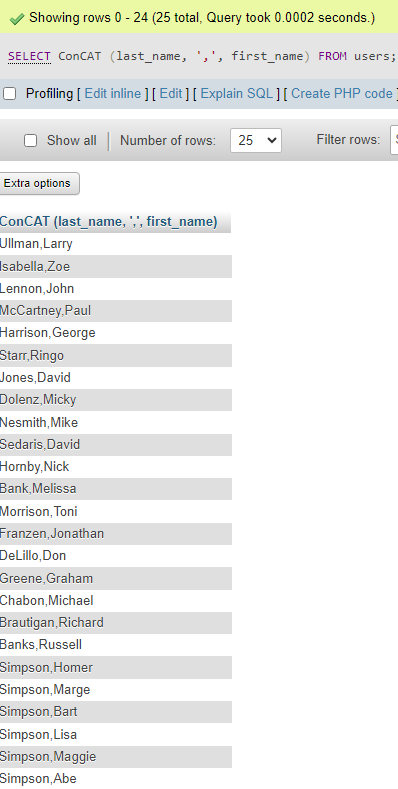 Showing rows 0 - 24 (25 total, Query took 0.0002 seconds.)
SELECT ConCAT (last_name, ',', first_name) FROM users;
Profiling [ Edit inline ] [ Edit ] [ Explain SQL ] [ Create PHP code ]
Show all Number of rows: 25 Filter rows:
Extra options
ConCAT (last_name, ',', first_name)
Ullman,Larry
Isabella,Zoe
Lennon,John
McCartney,Paul
Harrison,George
Starr,Ringo
Jones,David
Dolenz,Micky
Nesmith,Mike
Sedaris,David
Hornby,Nick
Bank,Melissa
Morrison,Toni
Franzen,Jonathan
DeLillo,Don
Greene,Graham
Chabon,Michael
Brautigan,Richard
Banks,Russell
Simpson,Homer
Simpson,Marge
Simpson,Bart
Simpson,Lisa
Simpson,Maggie
Simpson,Abe